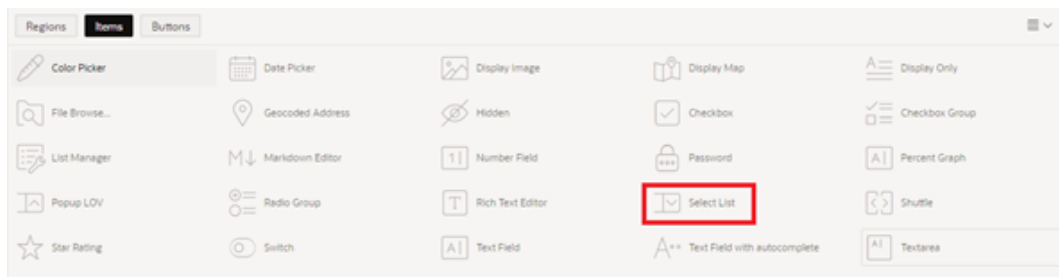 Regions Items Buttons
Color Picker Date Picker Display Image Display Map A Display Only
File Browse... Geocoded Address Hidden Checkbox Checkbox Group
List Manager M↓ Markdown Editor 1 Number Field Password A Percent Graph
Popup LOV Radio Group T Rich Text Editor Select List Shuttle
Star Rating Switch A Text Field A++ Text Field with autocomplete A Textarea